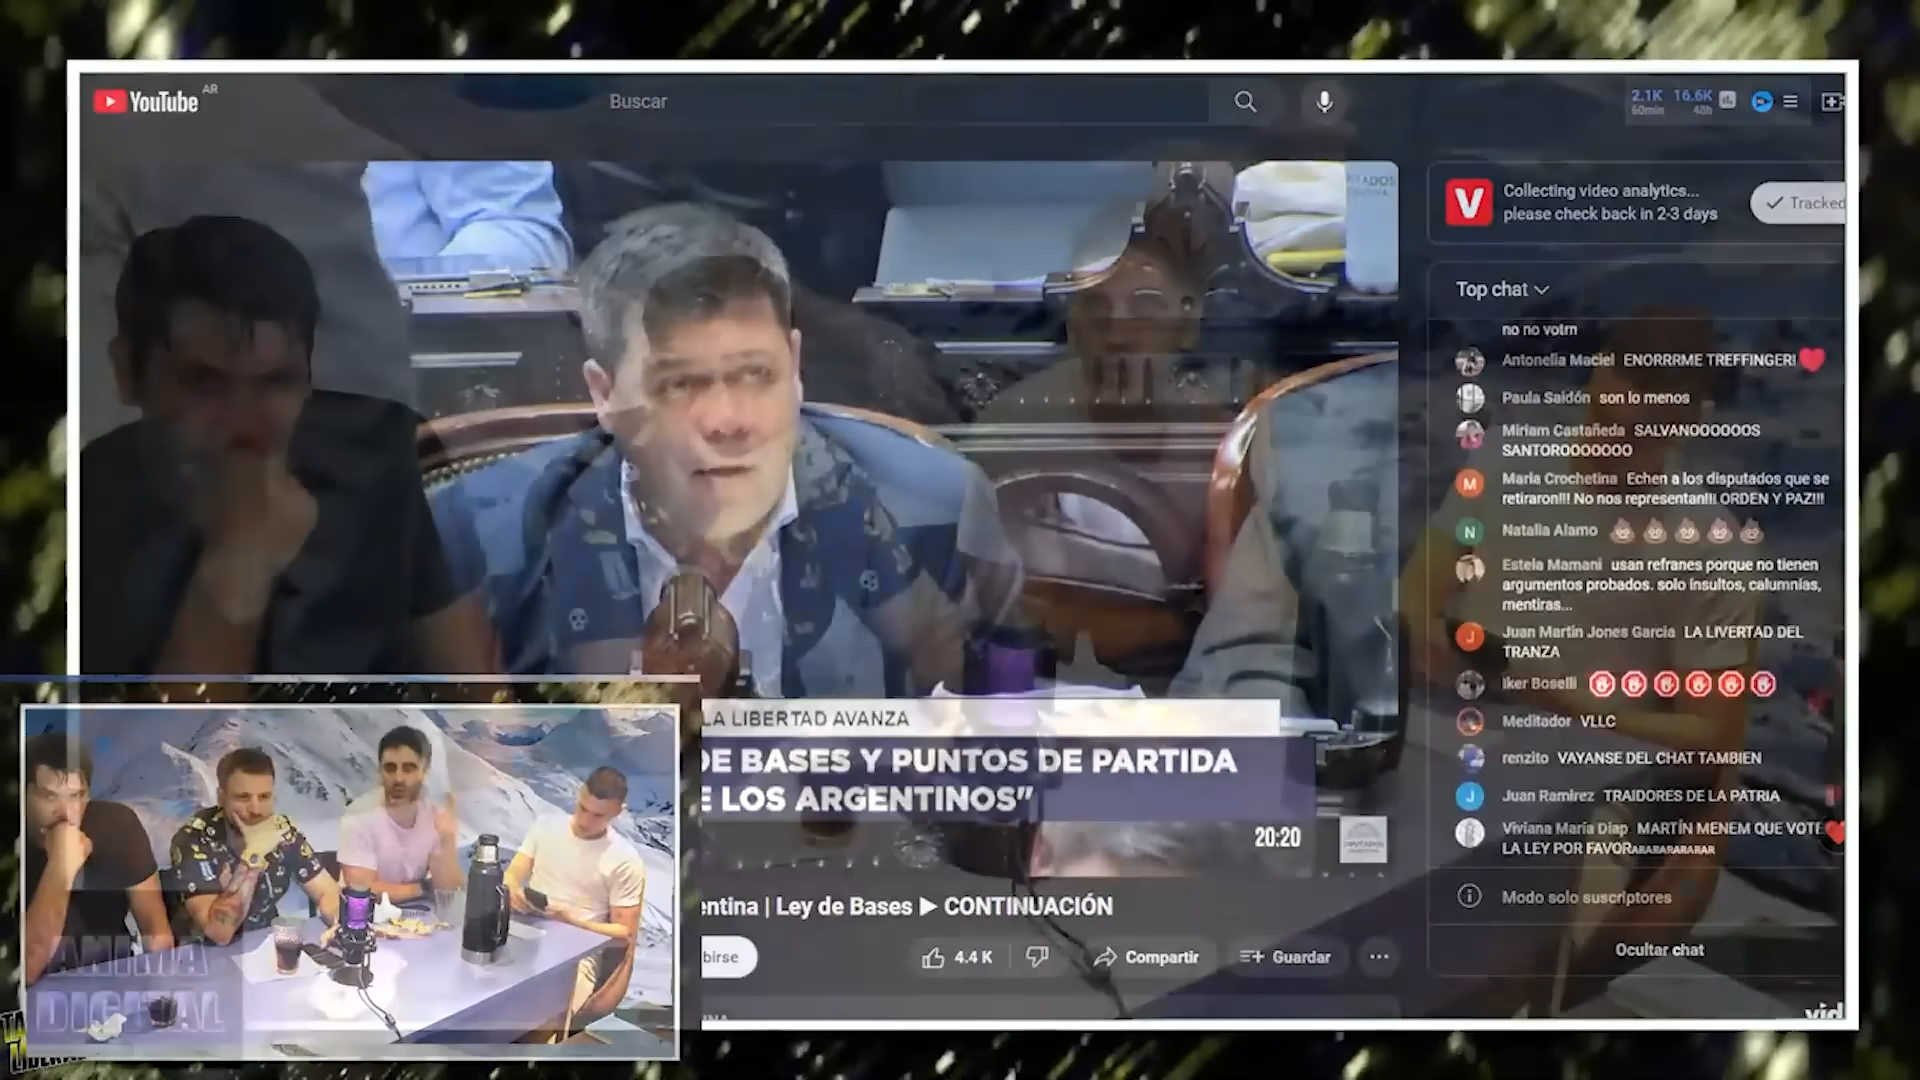 YouTube AR
Buscar
2.1K 16.6K
60min 48h
V
Collecting video analytics...
please check back in 2-3 days
Tracked
Top chat
no no votrn
Antonella Maciel ENORRRME TREFFINGER!
Paula Saidón son lo menos
Miriam Castañeda SALVANOOOOOOS
SANTOROOOOOOO
M
Maria Crochetina Echen a los disputados que se
retiraron!!! No nos representan!!! ORDEN Y PAZ!!!
N
Natalia Alamo
Estela Mamani usan refranes porque no tienen
argumentos probados. solo insultos, calumnias,
mentiras...
J
Juan Martin Jones Garcia LA LIVERTAD DEL
TRANZA
Iker Boselli
Meditador VLLC
renzito VAYANSE DEL CHAT TAMBIEN
J
Juan Ramirez TRAIDORES DE LA PATRIA
Viviana María Diap MARTÍN MENEM QUE VOTE
LA LEY POR FAVORARARARARARAR
Modo solo suscriptores
Ocultar chat
LA LIBERTAD AVANZA
DE BASES Y PUNTOS DE PARTIDA
E LOS ARGENTINOS"
20:20
entina | Ley de Bases ▶ CONTINUACIÓN
birse
4.4 K
Compartir
Guardar
ANIMA
DIGITAL
vid